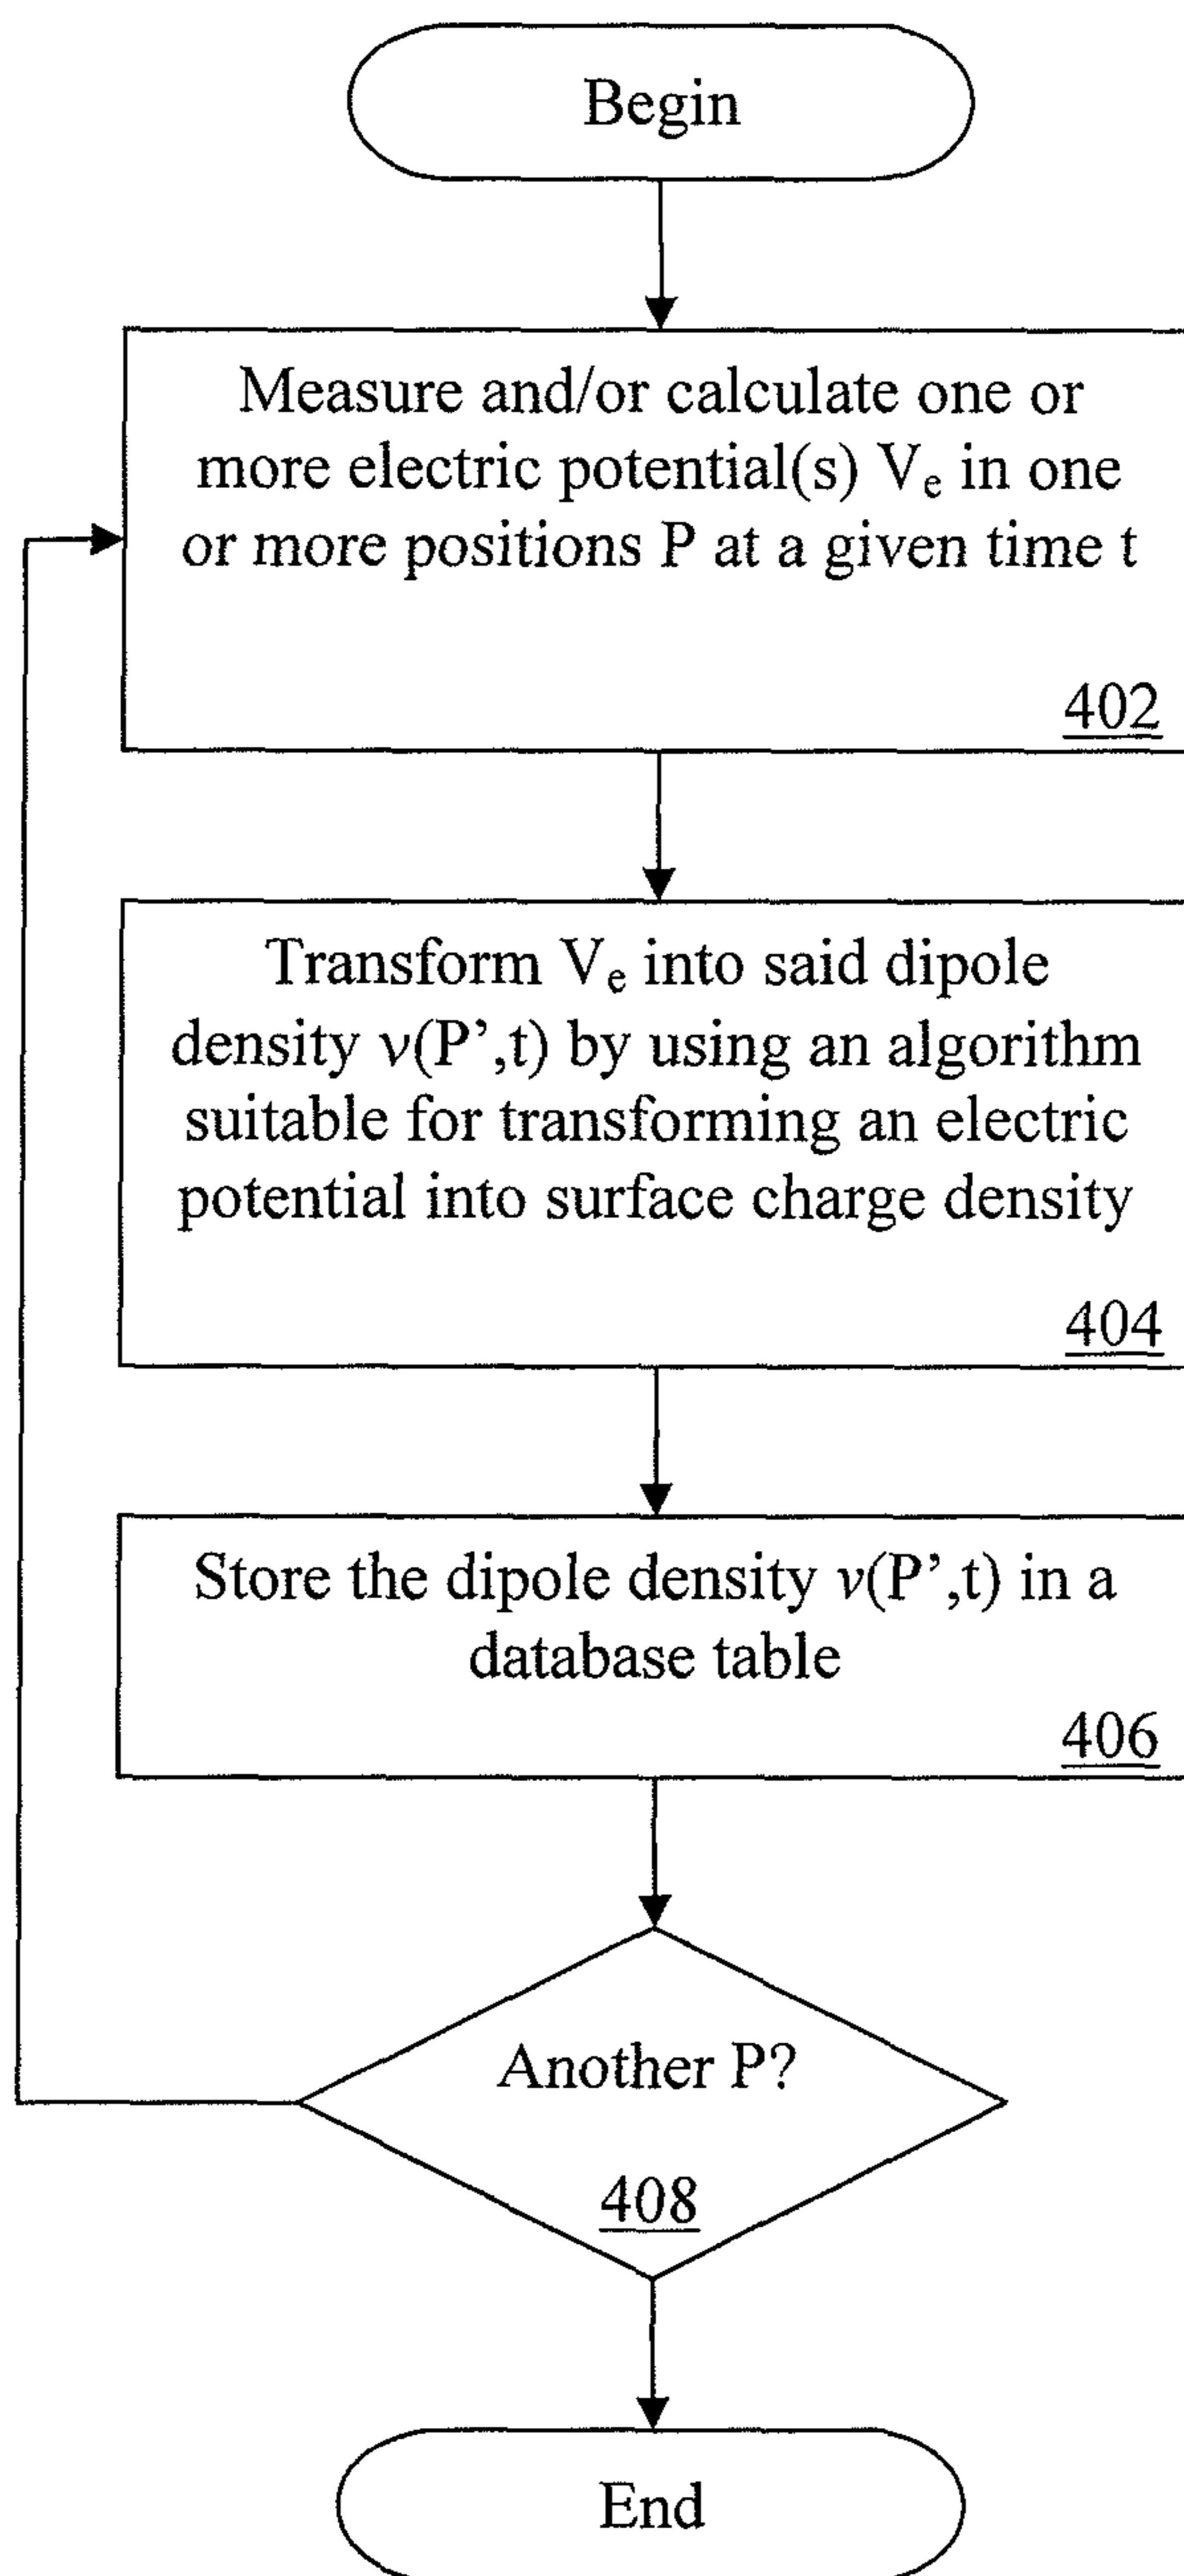 Begin
Measure and/or calculate one or
more electric potential(s) Ve in one
or more positions P at a given time t
402
Transform Ve into said dipole
density ν(P’,t) by using an algorithm
suitable for transforming an electric
potential into surface charge density
404
Store the dipole density ν(P’,t) in a
database table
406
Another P?
408
End